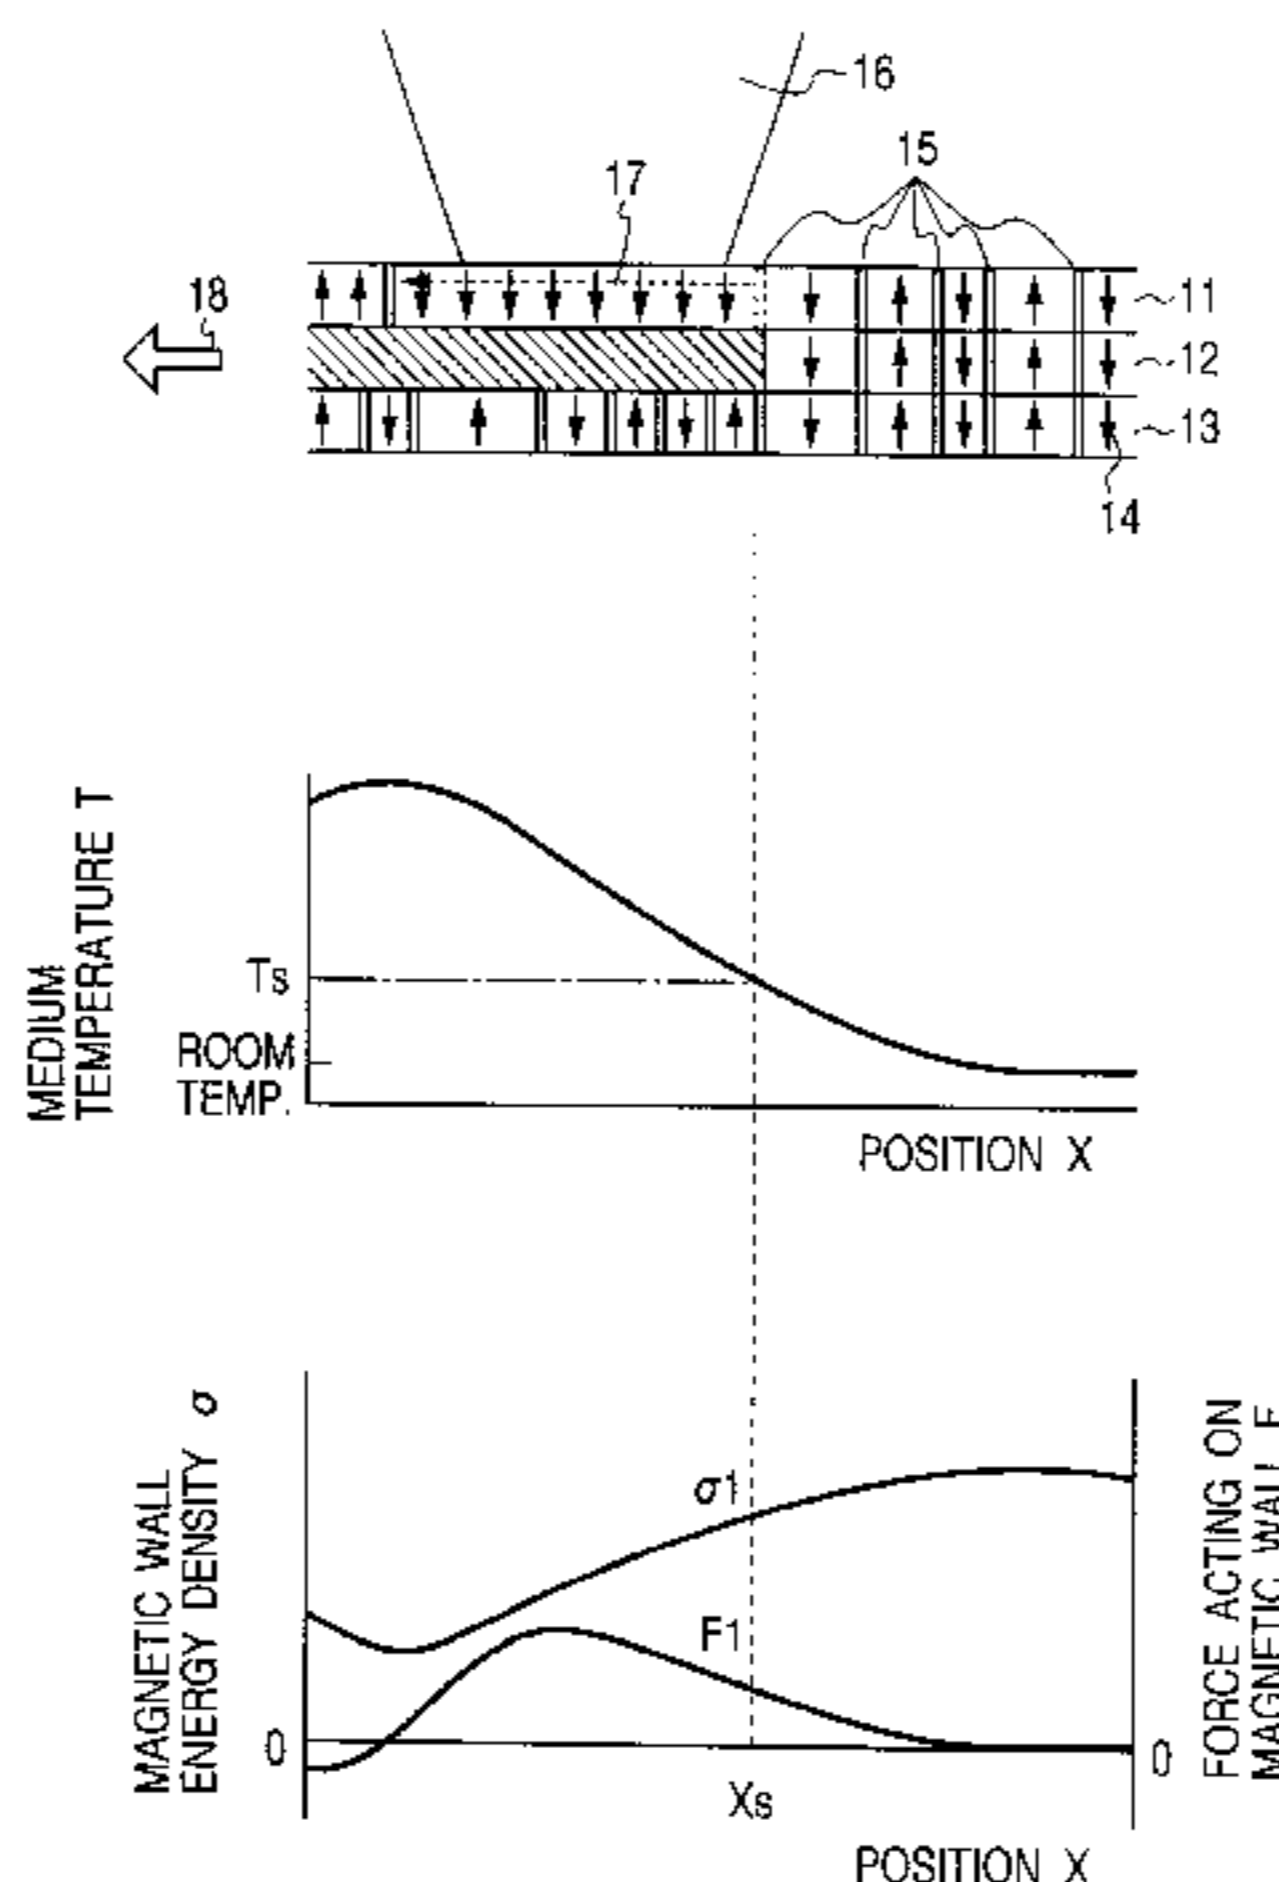 16
15
17
18
11
12
13
14
MEDIUM
TEMPERATURE T
Ts
ROOM
TEMP.
POSITION X
MAGNETIC WALL
ENERGY DENSITY σ
σ1
F1
0
0
Xs
FORCE ACTING ON
MAGNETIC WALL F
POSITION X